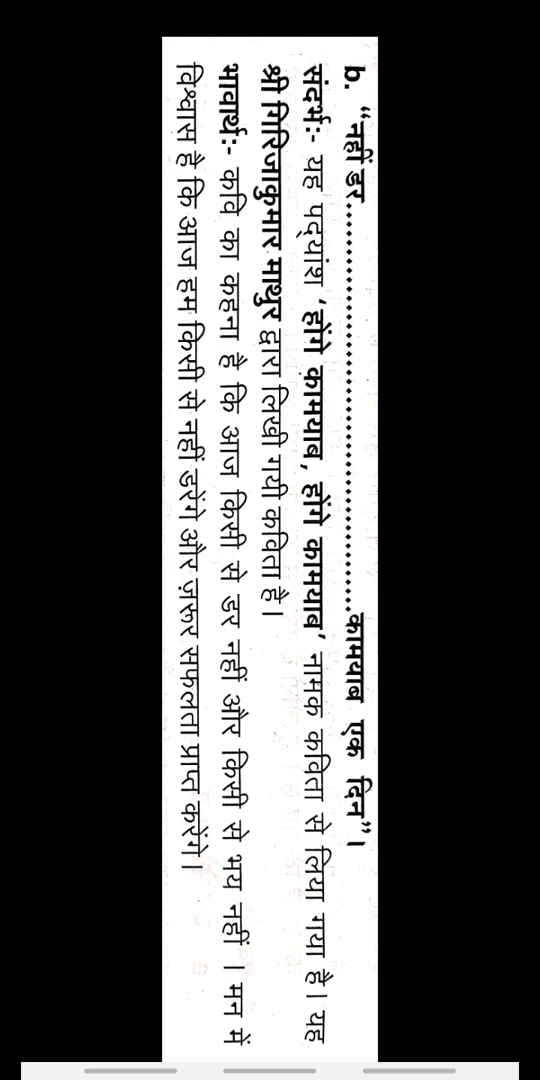 b. “नहीं डर.......................................................कामयाब एक दिन”।
संदर्भ:- यह पद्यांश ‘होंगे कामयाब, होंगे कामयाब’ नामक कविता से लिया गया है। यह
श्री गिरिजाकुमार माथुर द्वारा लिखी गयी कविता है।
भावार्थ:- कवि का कहना है कि आज किसी से डर नहीं और किसी से भय नहीं । मन में
विश्वास है कि आज हम किसी से नहीं डरेंगे और ज़रूर सफलता प्राप्त करेंगे।